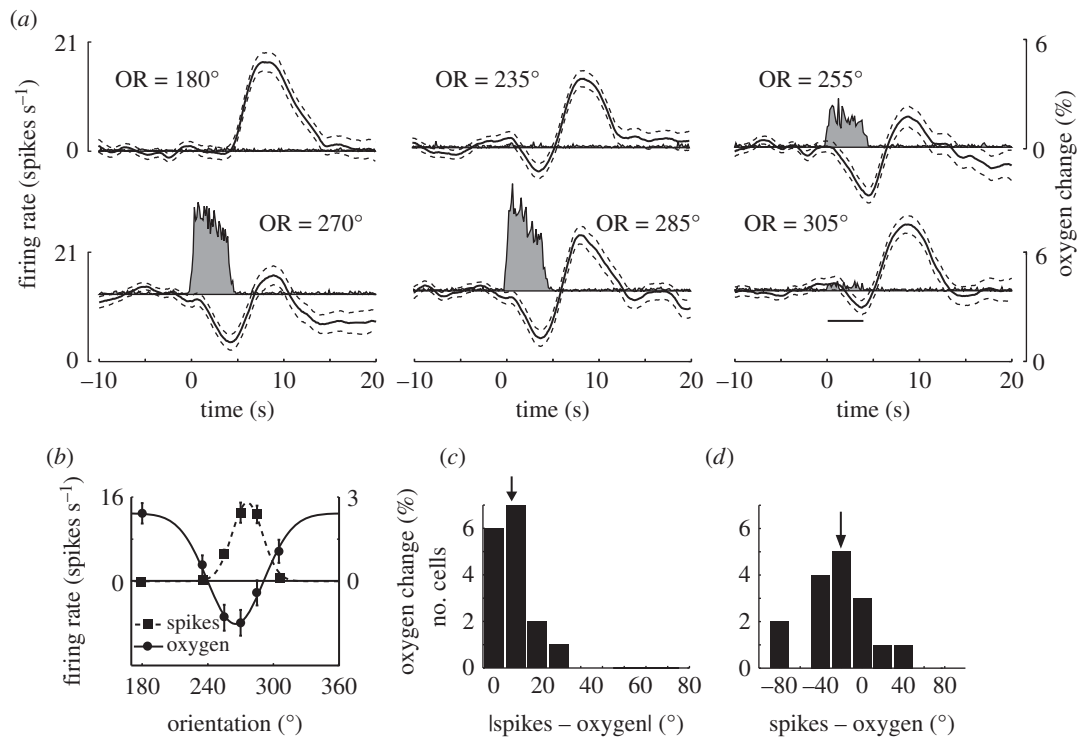 (a)
21
0
firing rate (spikes s⁻¹)
OR = 180°
OR = 235°
OR = 255°
6
0
oxygen change (%)
OR = 270°
OR = 285°
OR = 305°
21
0
6
0
–10 0 10 20
–10 0 10 20
–10 0 10 20
time (s)
time (s)
time (s)
(b)
16
0
firing rate (spikes s⁻¹)
3
0
oxygen change (%)
spikes
oxygen
180 240 300 360
orientation (°)
(c)
no. cells
6
4
2
0
0 20 40 60 80
|spikes – oxygen| (°)
(d)
6
4
2
0
–80 –40 0 40 80
spikes – oxygen (°)